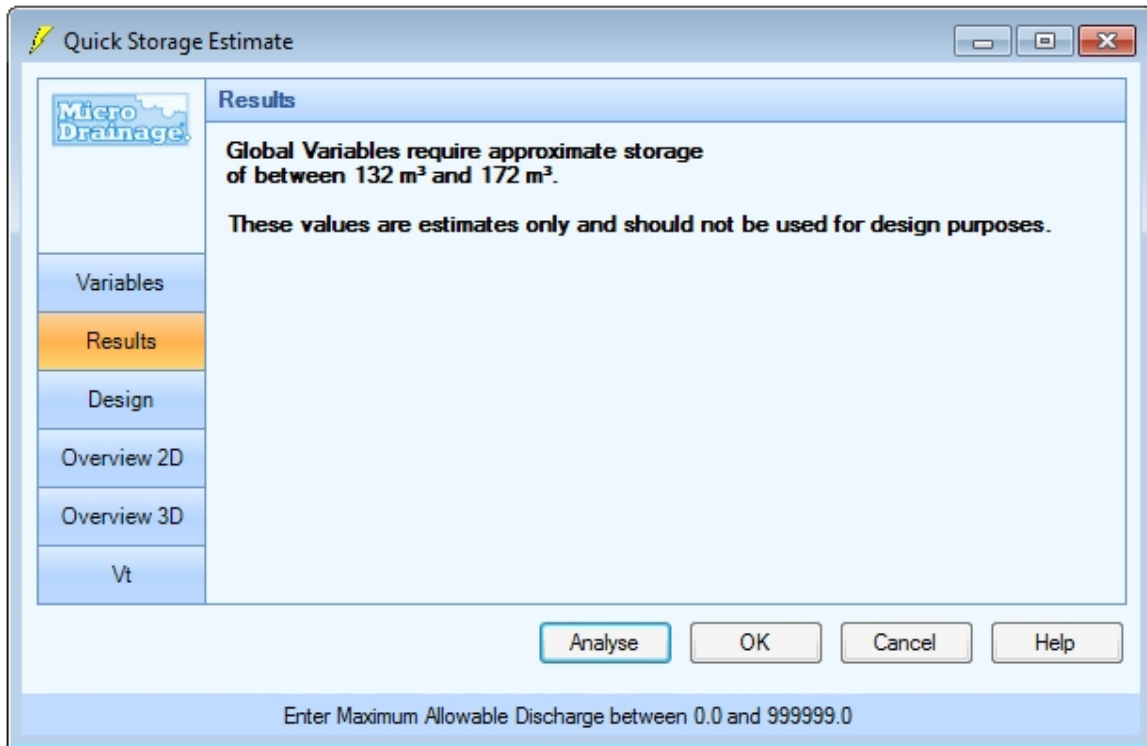 Quick Storage Estimate
Micro
Drainage.
Results
Global Variables require approximate storage
of between 132 m³ and 172 m³.
These values are estimates only and should not be used for design purposes.
Variables
Results
Design
Overview 2D
Overview 3D
Vt
Analyse
OK
Cancel
Help
Enter Maximum Allowable Discharge between 0.0 and 999999.0